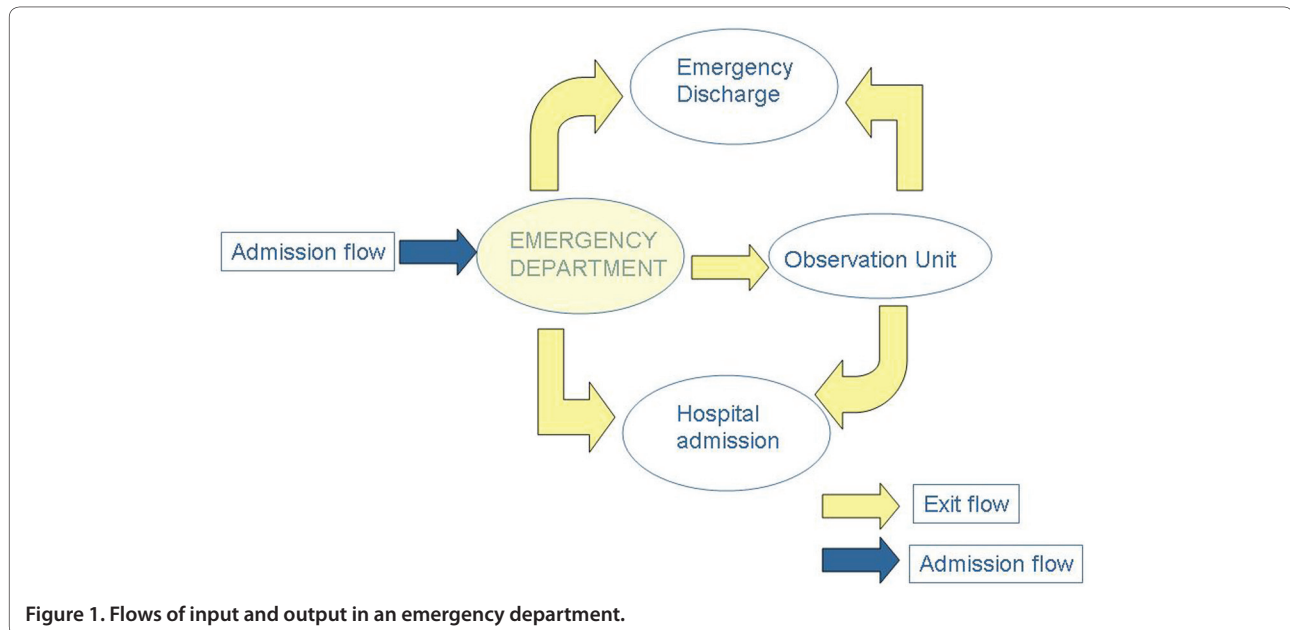 Emergency
Discharge
Admission flow
EMERGENCY
DEPARTMENT
Observation Unit
Hospital
admission
Exit flow
Admission flow
Figure 1. Flows of input and output in an emergency department.